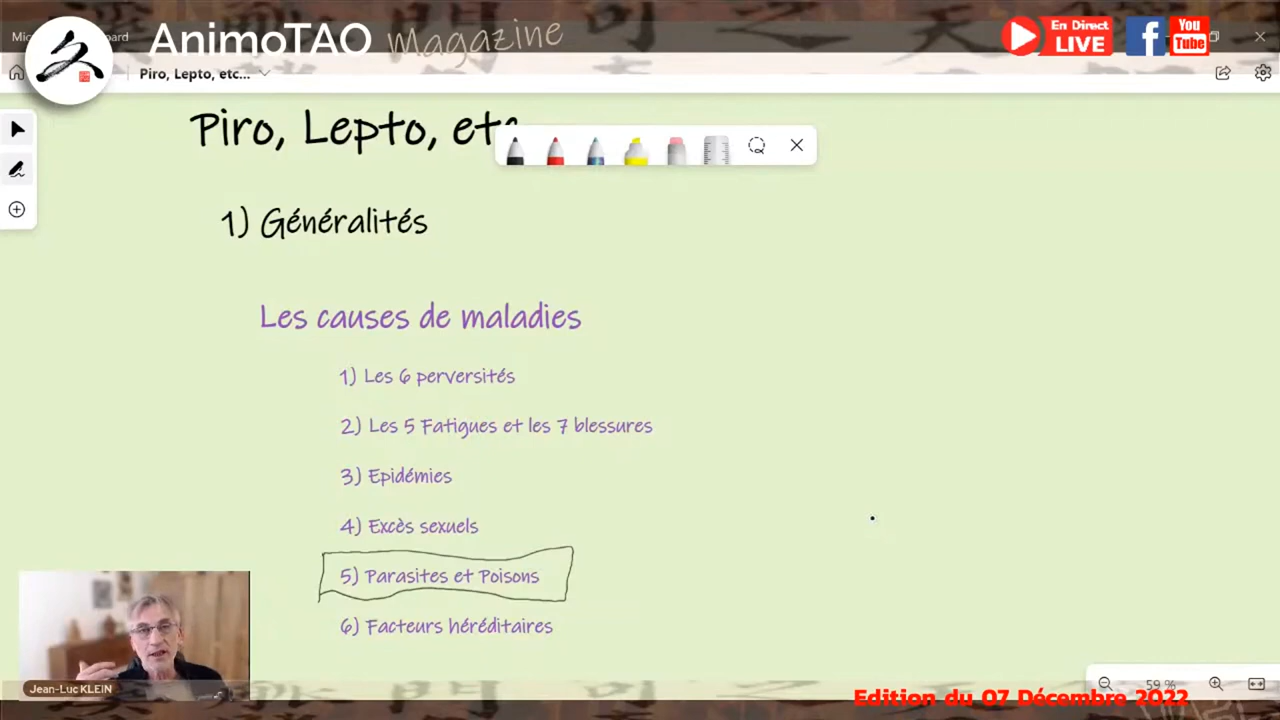 AnimoTAO Magazine
En Direct
LIVE
You
Tube
Piro, Lepto, etc...
Piro, Lepto, etc
1) Généralités
Les causes de maladies
1) Les 6 perversités
2) Les 5 Fatigues et les 7 blessures
3) Epidémies
4) Excès sexuels
5) Parasites et Poisons
6) Facteurs héréditaires
Jean-Luc KLEIN
59 %
Edition du 07 Décembre 2022